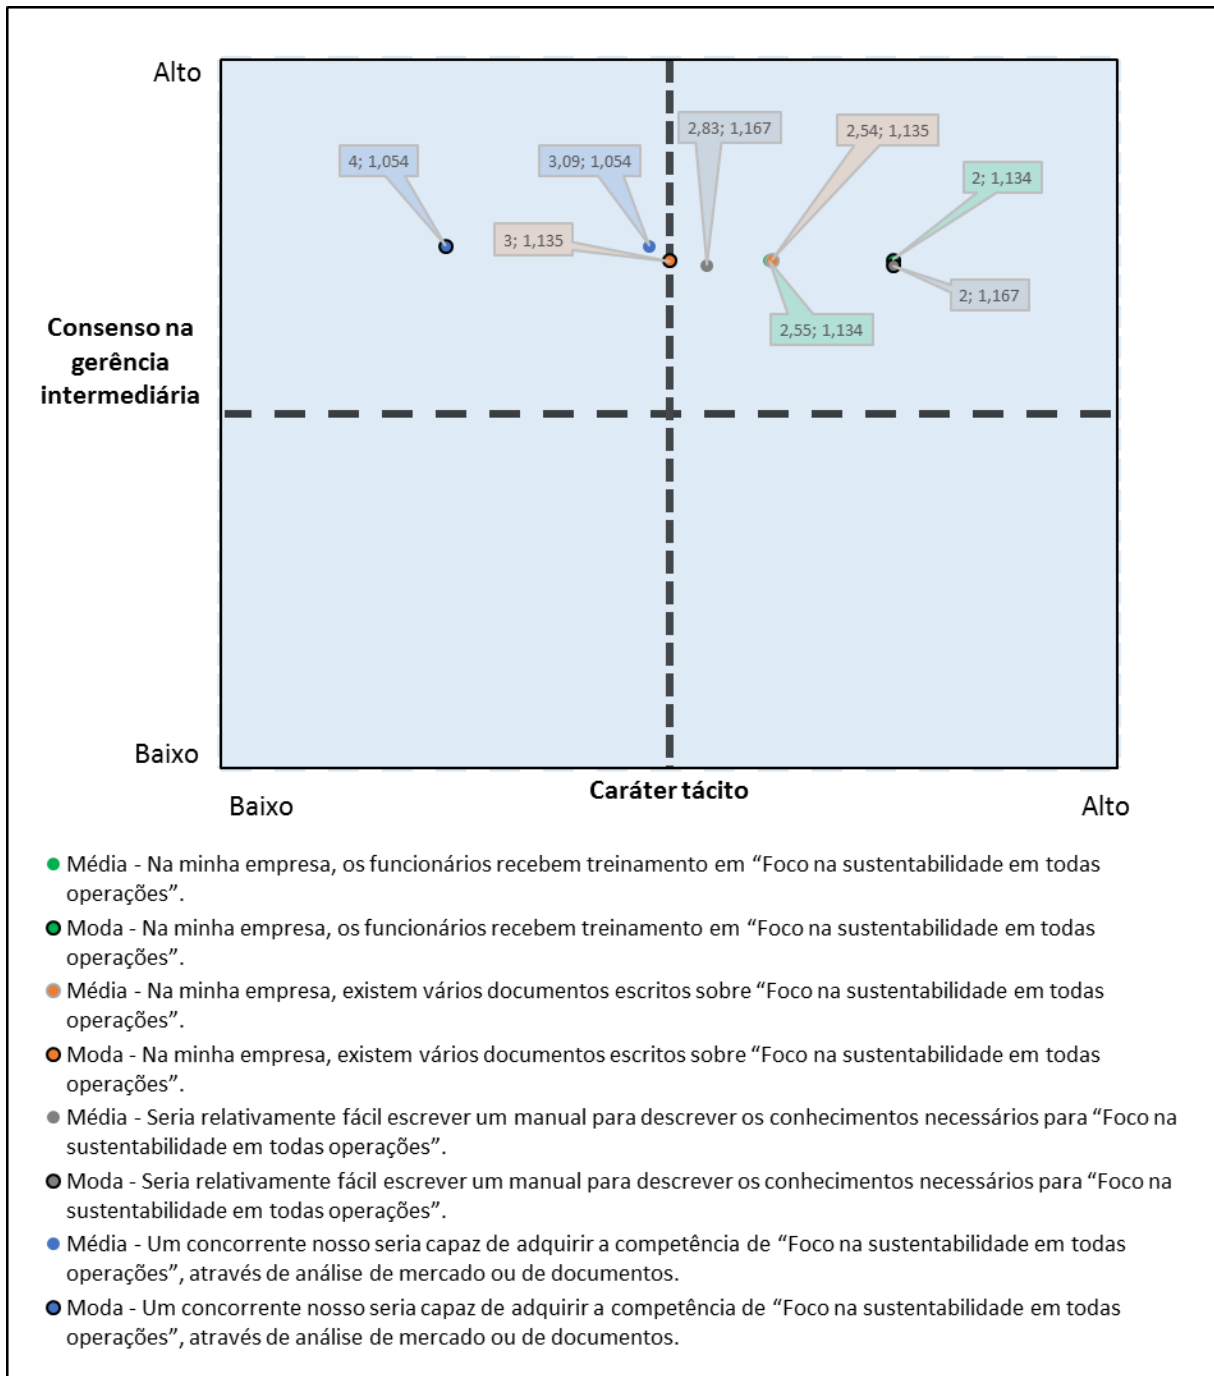 Alto
2,83; 1,167
2,54; 1,135
4; 1,054
3,09; 1,054
2; 1,134
3; 1,135
2; 1,167
2,55; 1,134
Consenso na
gerência
intermediária
Baixo
Caráter tácito
Baixo
Alto
Média - Na minha empresa, os funcionários recebem treinamento em “Foco na sustentabilidade em todas
operações”.
Moda - Na minha empresa, os funcionários recebem treinamento em “Foco na sustentabilidade em todas
operações”.
Média - Na minha empresa, existem vários documentos escritos sobre “Foco na sustentabilidade em todas
operações”.
Moda - Na minha empresa, existem vários documentos escritos sobre “Foco na sustentabilidade em todas
operações”.
Média - Seria relativamente fácil escrever um manual para descrever os conhecimentos necessários para “Foco na
sustentabilidade em todas operações”.
Moda - Seria relativamente fácil escrever um manual para descrever os conhecimentos necessários para “Foco na
sustentabilidade em todas operações”.
Média - Um concorrente nosso seria capaz de adquirir a competência de “Foco na sustentabilidade em todas
operações”, através de análise de mercado ou de documentos.
Moda - Um concorrente nosso seria capaz de adquirir a competência de “Foco na sustentabilidade em todas
operações”, através de análise de mercado ou de documentos.